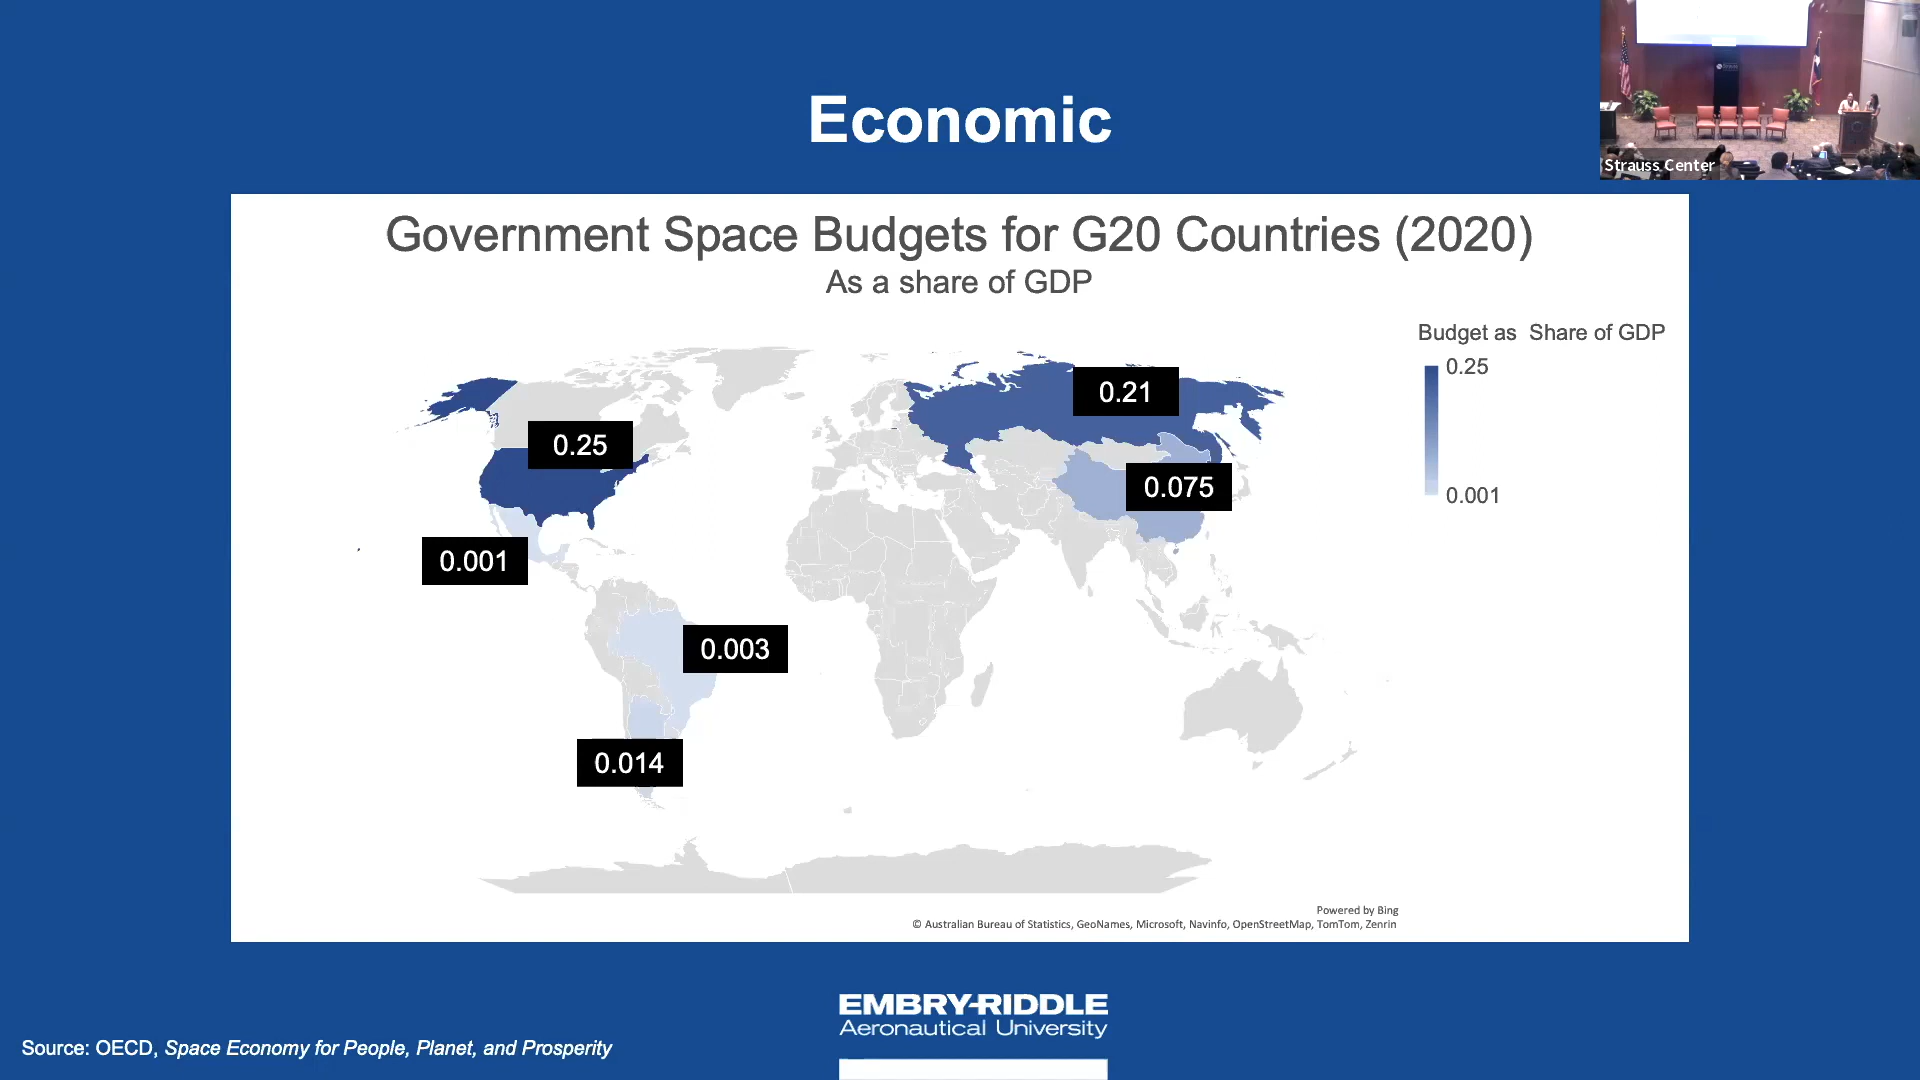 Economic
Strauss Center
Government Space Budgets for G20 Countries (2020)
As a share of GDP
Budget as Share of GDP
0.25
0.001
0.21
0.25
0.075
0.001
0.003
0.014
Powered by Bing
© Australian Bureau of Statistics, GeoNames, Microsoft, Navinfo, OpenStreetMap, TomTom, Zenrin
EMBRY-RIDDLE
Aeronautical University
Source: OECD, Space Economy for People, Planet, and Prosperity